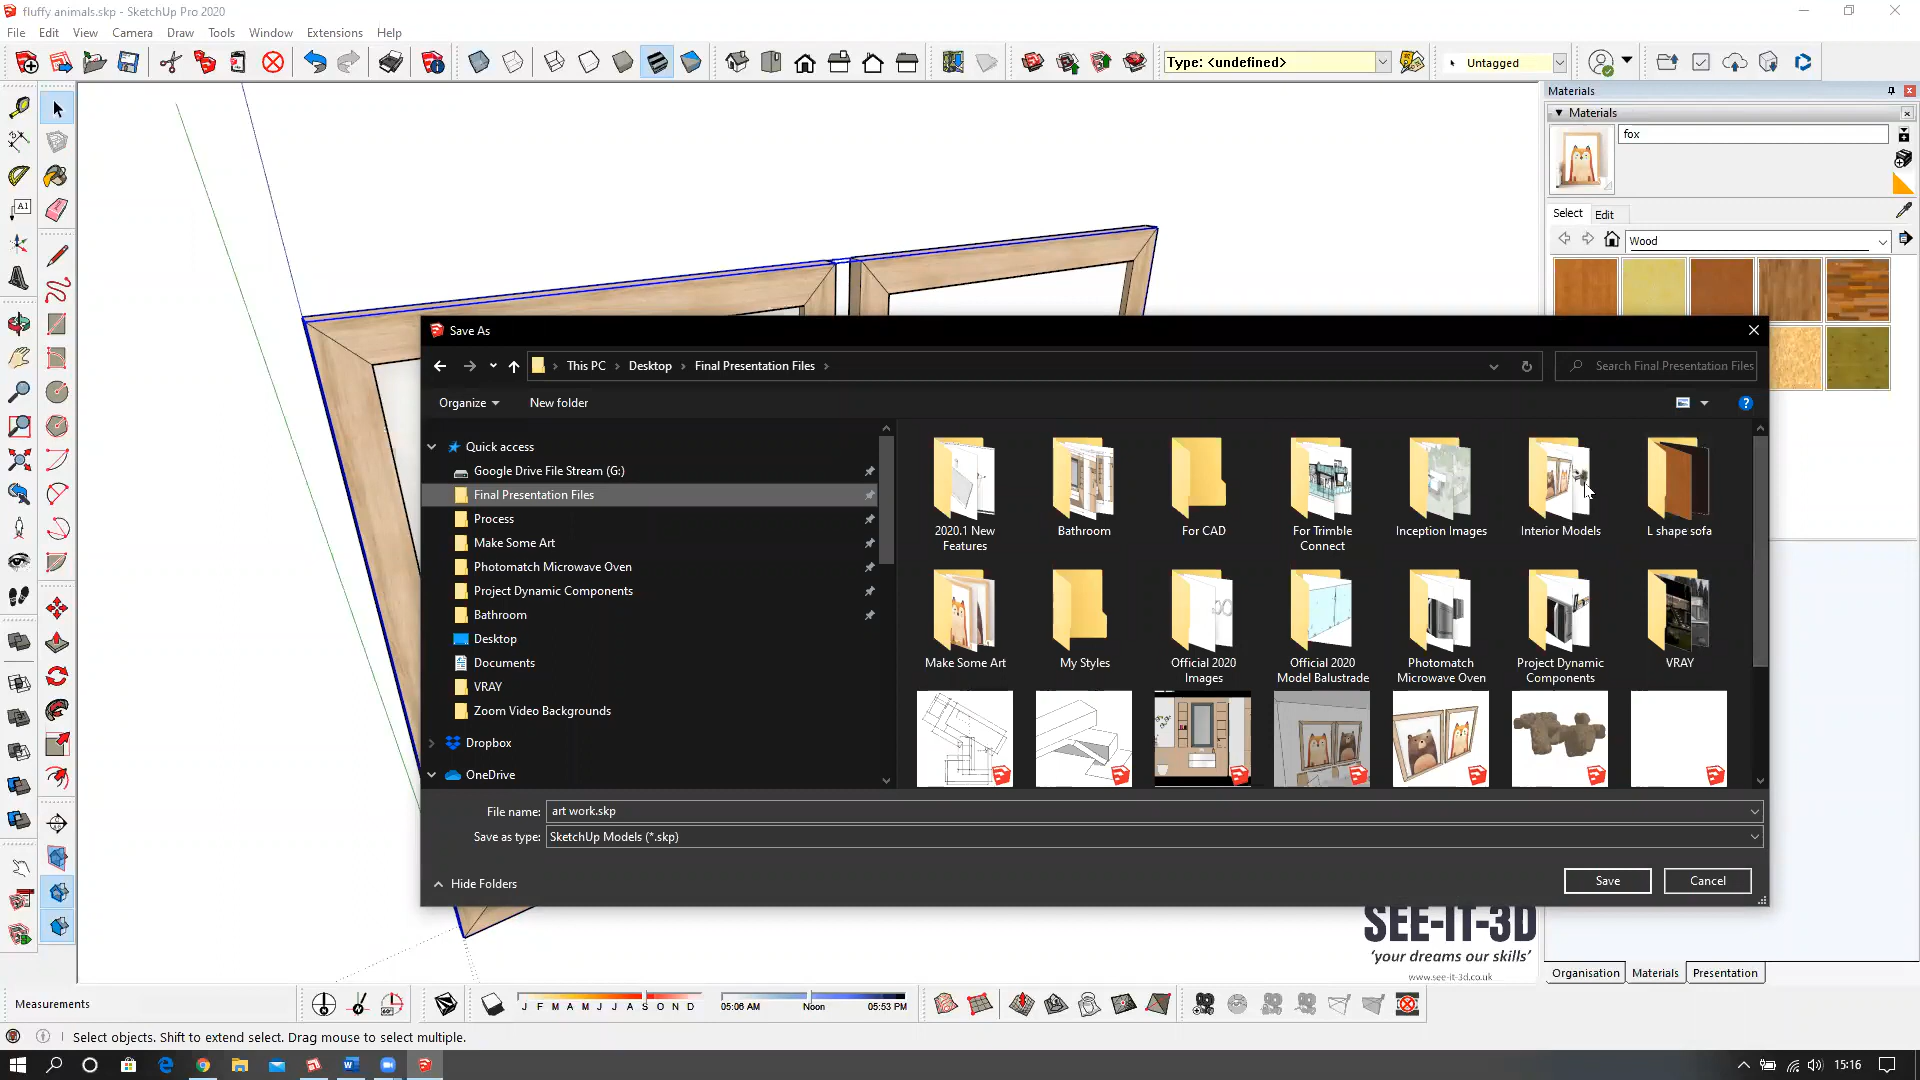 fluffy animals.skp - SketchUp Pro 2020
File Edit View Camera Draw Tools Window Extensions Help
Type: <undefined>
Untagged
Materials
Materials
fox
Select Edit
Wood
A1
Save As
This PC > Desktop > Final Presentation Files >
Search Final Presentation Files
Organize New folder
Quick access
Google Drive File Stream (G:)
Final Presentation Files
Process
Make Some Art
Photomatch Microwave Oven
Project Dynamic Components
Bathroom
Desktop
Documents
VRAY
Zoom Video Backgrounds
Dropbox
OneDrive
2020.1 New
Features
Bathroom
For CAD
For Trimble
Connect
Inception Images
Interior Models
L shape sofa
Make Some Art
My Styles
Official 2020
Images
Official 2020
Model Balustrade
Photomatch
Microwave Oven
Project Dynamic
Components
VRAY
File name: art work.skp
Save as type: SketchUp Models (*.skp)
Hide Folders
Save Cancel
SEE-IT-3D
'your dreams our skills'
www.see-it-3d.co.uk
Organisation Materials Presentation
Measurements
J F M A M J J A S O N D
05:06 AM Noon 05:53 PM
Select objects. Shift to extend select. Drag mouse to select multiple.
15:16